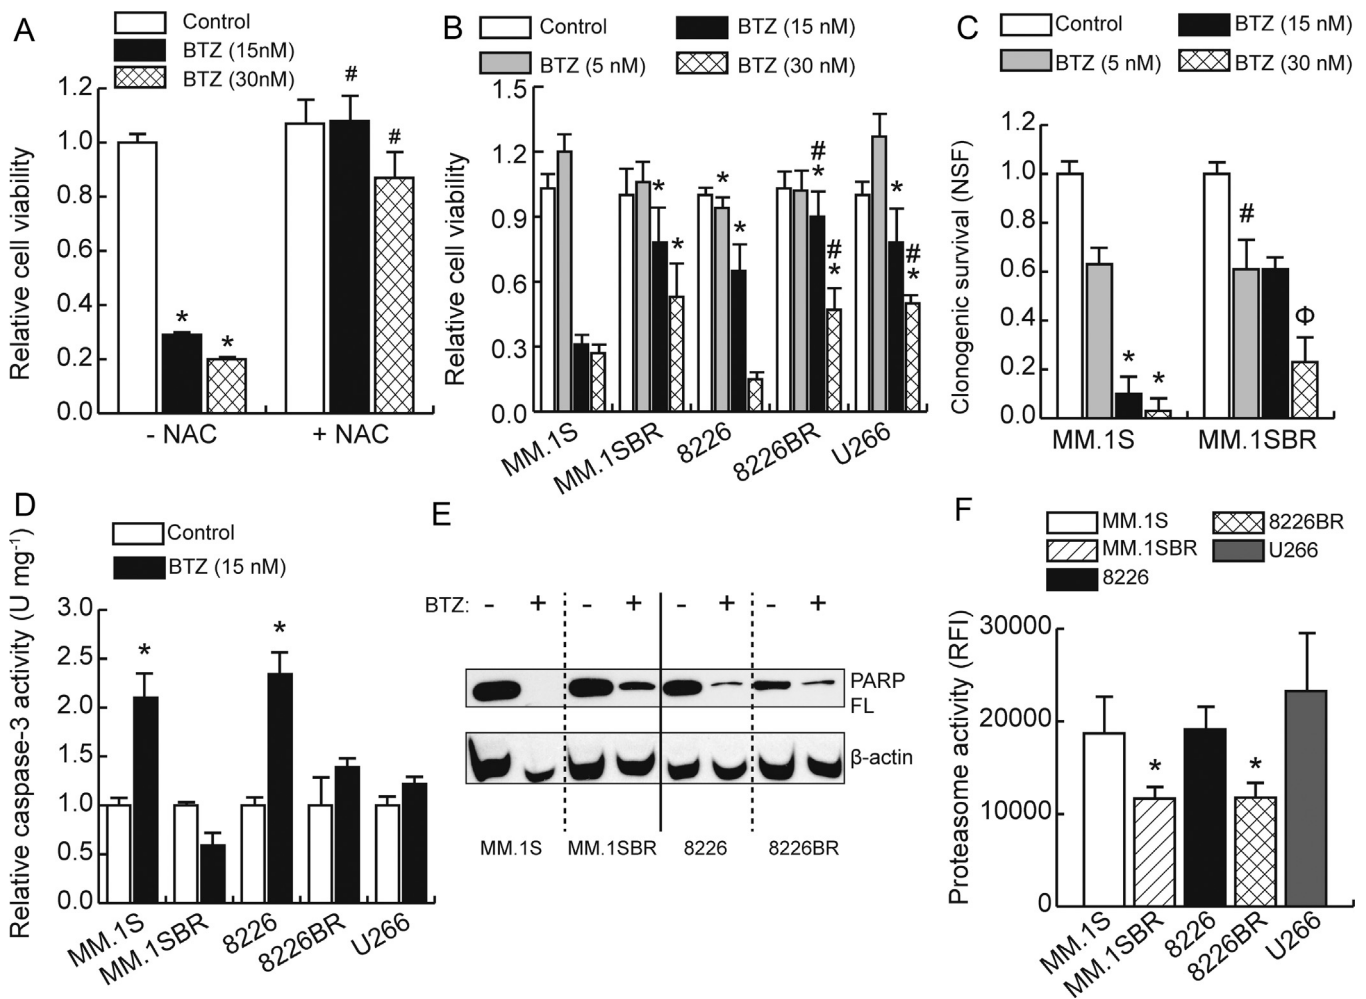 A
Control
BTZ (15nM)
BTZ (30nM)
Relative cell viability
1.2
1.0
0.8
0.6
0.4
0.2
0.0
* * # #
- NAC + NAC
B
Control BTZ (15 nM)
BTZ (5 nM) BTZ (30 nM)
Relative cell viability
1.5
1.2
0.9
0.6
0.3
0.0
* * * * # * # * * # *
MM.1S MM.1SBR 8226 8226BR U266
C
Control BTZ (15 nM)
BTZ (5 nM) BTZ (30 nM)
Clonogenic survival (NSF)
1.2
1.0
0.8
0.6
0.4
0.2
0.0
* * # Φ
MM.1S MM.1SBR
D
Control
BTZ (15 nM)
Relative caspase-3 activity (U mg-1)
3.0
2.5
2.0
1.5
1.0
0.5
0.0
* *
MM.1S MM.1SBR 8226 8226BR U266
E
BTZ: - + - + - + - +
PARP
FL
β-actin
MM.1S MM.1SBR 8226 8226BR
F
MM.1S 8226BR
MM.1SBR U266
8226
Proteasome activity (RFI)
30000
20000
10000
0
* *
MM.1S MM.1SBR 8226 8226BR U266